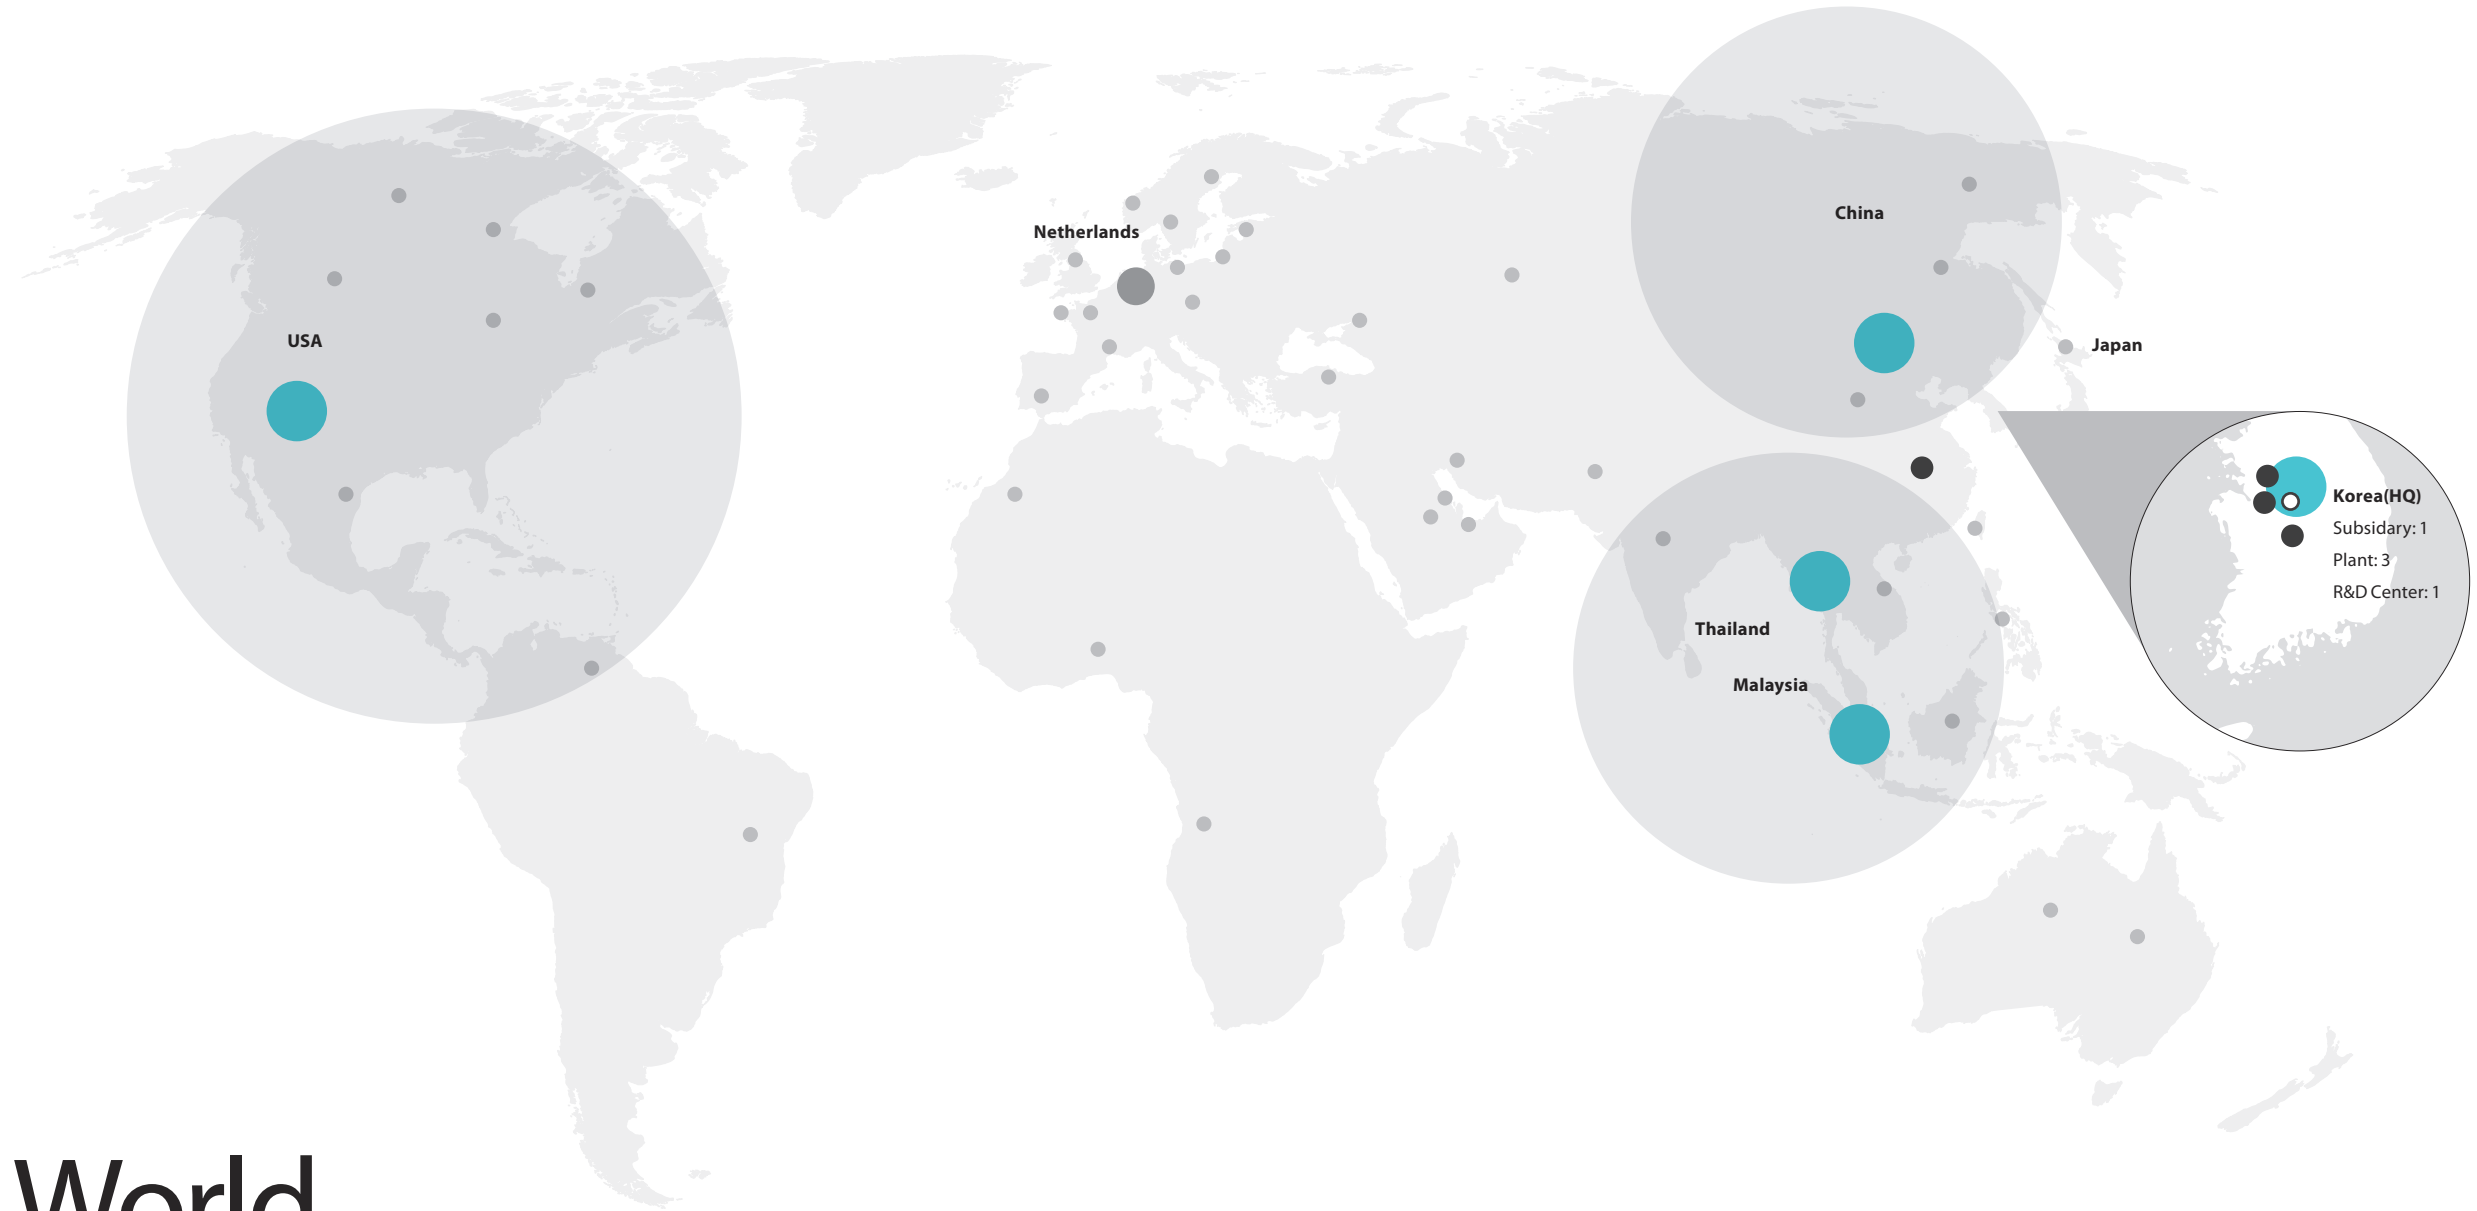 China
Netherlands
USA
Japan
Korea(HQ)
Subsidary: 1
Plant: 3
R&D Center: 1
Thailand
Malaysia
World